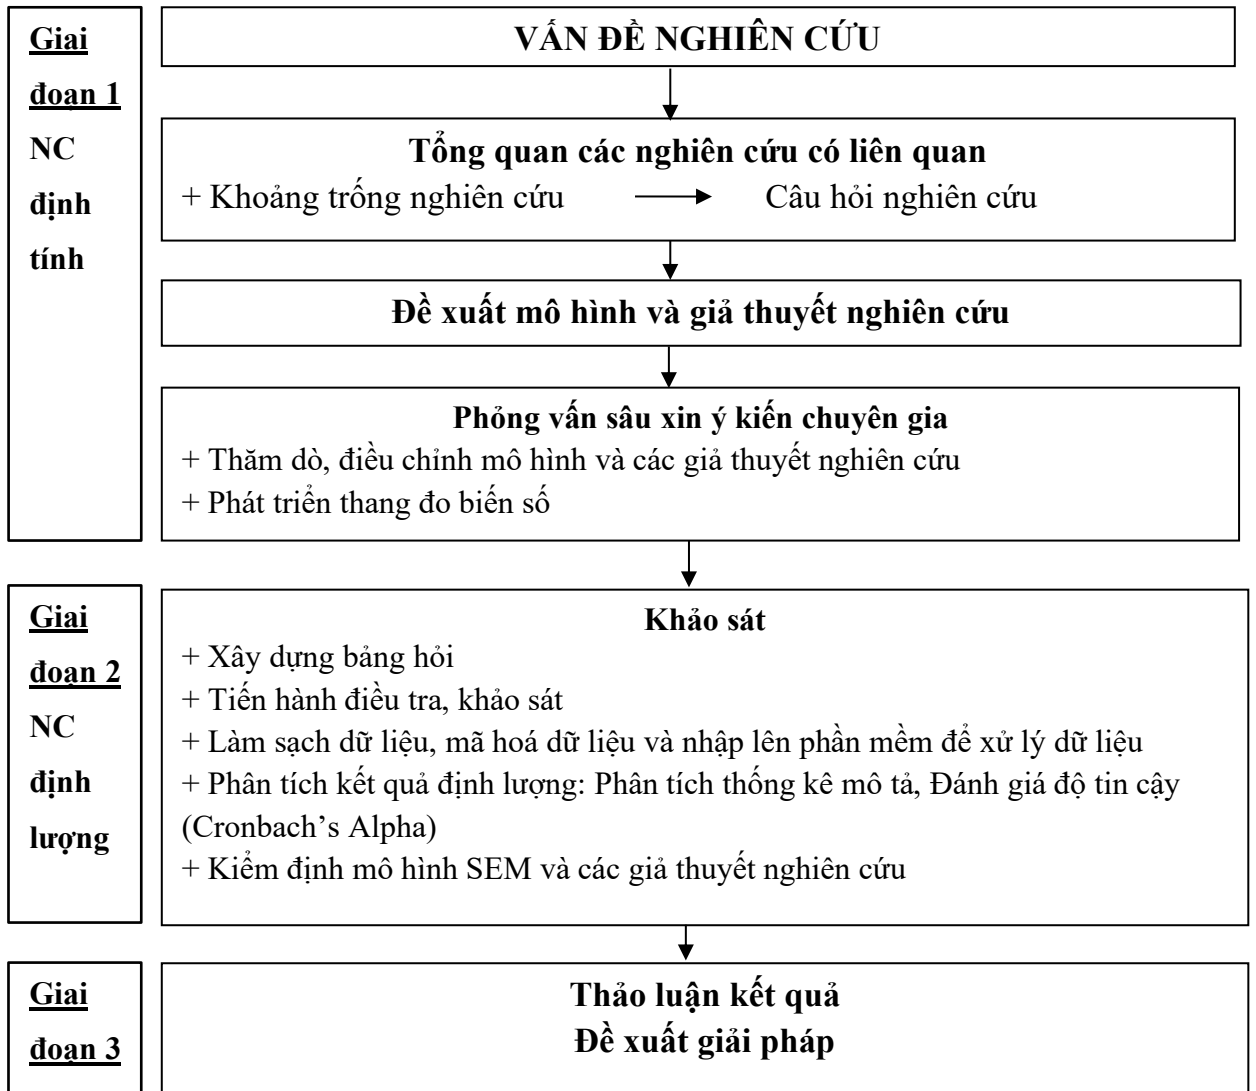 Giai
đoạn 1
NC
định
tính
VẤN ĐỀ NGHIÊN CỨU
Tổng quan các nghiên cứu có liên quan
+ Khoảng trống nghiên cứu Câu hỏi nghiên cứu
Đề xuất mô hình và giả thuyết nghiên cứu
Phỏng vấn sâu xin ý kiến chuyên gia
+ Thăm dò, điều chỉnh mô hình và các giả thuyết nghiên cứu
+ Phát triển thang đo biến số
Giai
đoạn 2
NC
định
lượng
Khảo sát
+ Xây dựng bảng hỏi
+ Tiến hành điều tra, khảo sát
+ Làm sạch dữ liệu, mã hoá dữ liệu và nhập lên phần mềm để xử lý dữ liệu
+ Phân tích kết quả định lượng: Phân tích thống kê mô tả, Đánh giá độ tin cậy
(Cronbach’s Alpha)
+ Kiểm định mô hình SEM và các giả thuyết nghiên cứu
Giai
đoạn 3
Thảo luận kết quả
Đề xuất giải pháp